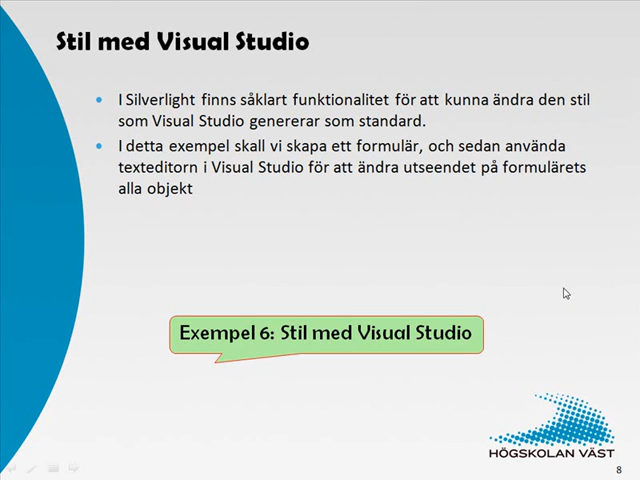 Stil med Visual Studio
• I Silverlight finns såklart funktionalitet för att kunna ändra den stil
som Visual Studio genererar som standard.
• I detta exempel skall vi skapa ett formulär, och sedan använda
texteditorn i Visual Studio för att ändra utseendet på formulärets
alla objekt
Exempel 6: Stil med Visual Studio
HÖGSKOLAN VÄST
8